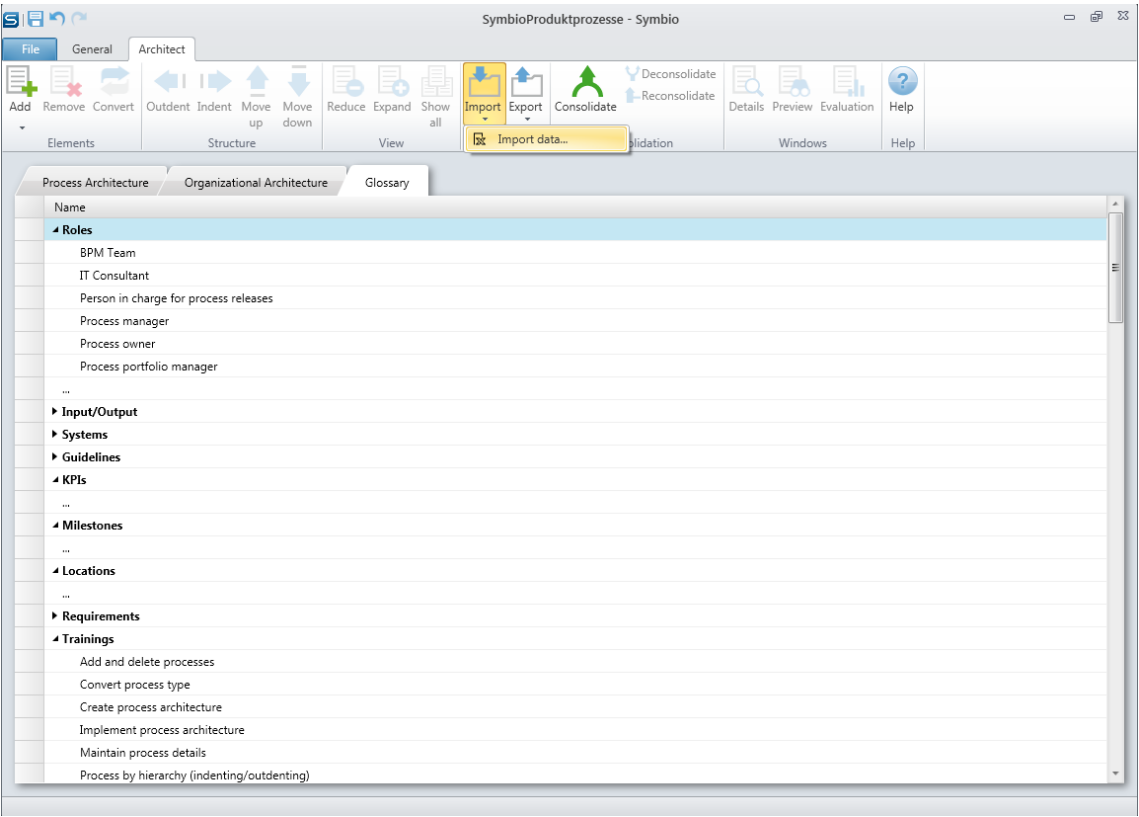 SymbioProduktprozesse - Symbio
File General Architect
Add Remove Convert Outdent Indent Move up Move down Reduce Expand Show all Import Export Consolidate Deconsolidate Reconsolidate Details Preview Evaluation Help
Import data...
Elements Structure View lidation Windows Help
Process Architecture Organizational Architecture Glossary
Name
Roles
BPM Team
IT Consultant
Person in charge for process releases
Process manager
Process owner
Process portfolio manager
...
Input/Output
Systems
Guidelines
KPIs
...
Milestones
...
Locations
...
Requirements
Trainings
Add and delete processes
Convert process type
Create process architecture
Implement process architecture
Maintain process details
Process by hierarchy (indenting/outdenting)